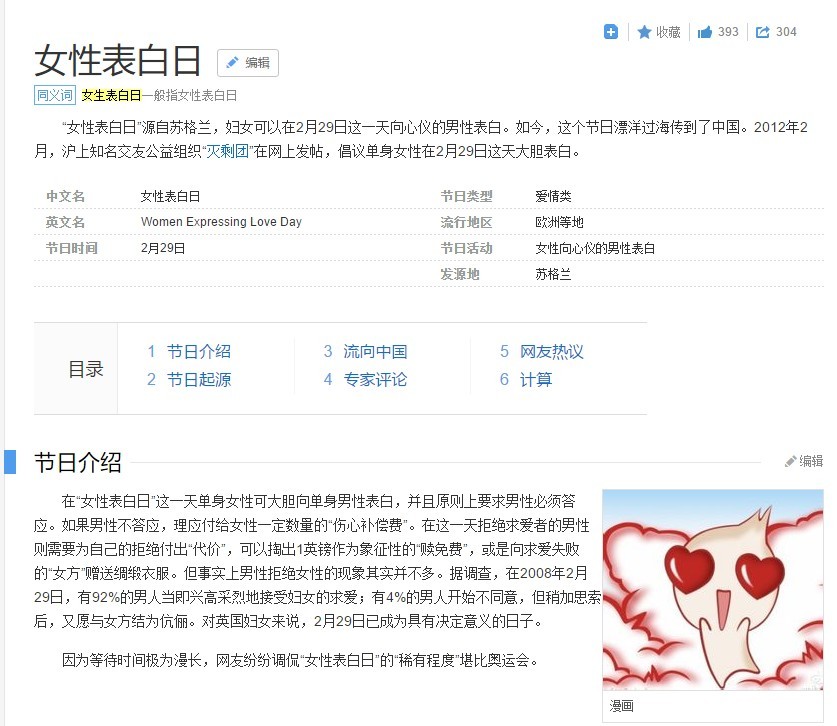 收藏 393 304
女性表白日 编辑
同义词 女生表白日一般指女性表白日
“女性表白日”源自苏格兰，妇女可以在2月29日这一天向心仪的男性表白。如今，这个节日漂洋过海传到了中国。2012年2
月，沪上知名交友公益组织“灭剩团”在网上发帖，倡议单身女性在2月29日这天大胆表白。
中文名 女性表白日 节日类型 爱情类
英文名 Women Expressing Love Day 流行地区 欧洲等地
节日时间 2月29日 节日活动 女性向心仪的男性表白
发源地 苏格兰
目录
1 节日介绍 3 流向中国 5 网友热议
2 节日起源 4 专家评论 6 计算
节日介绍 编辑
在“女性表白日”这一天单身女性可大胆向单身男性表白，并且原则上要求男性必须答
应。如果男性不答应，理应付给女性一定数量的“伤心补偿费”。在这一天拒绝求爱者的男性
则需要为自己的拒绝付出“代价”，可以掏出1英镑作为象征性的“赎免费”，或是向求爱失败
的“女方”赠送绸缎衣服。但事实上男性拒绝女性的现象其实并不多。据调查，在2008年2月
29日，有92%的男人当即兴高采烈地接受妇女的求爱；有4%的男人开始不同意，但稍加思索
后，又愿与女方结为伉俪。对英国妇女来说，2月29日已成为具有决定意义的日子。
因为等待时间极为漫长，网友纷纷调侃“女性表白日”的“稀有程度”堪比奥运会。
漫画